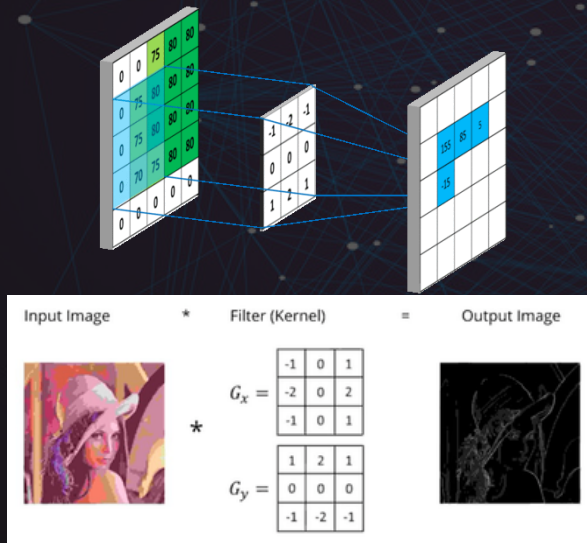 0 0 75 80 80
0 75 80 80 80
0 75 80 80 80
0 70 75 80 80
0 0 0 0 0
-1 -2 -1
0 0 0
1 2 1
155 85 5
-15
Input Image * Filter (Kernel) = Output Image
*
Gx =
-1 0 1
-2 0 2
-1 0 1
Gy =
1 2 1
0 0 0
-1 -2 -1